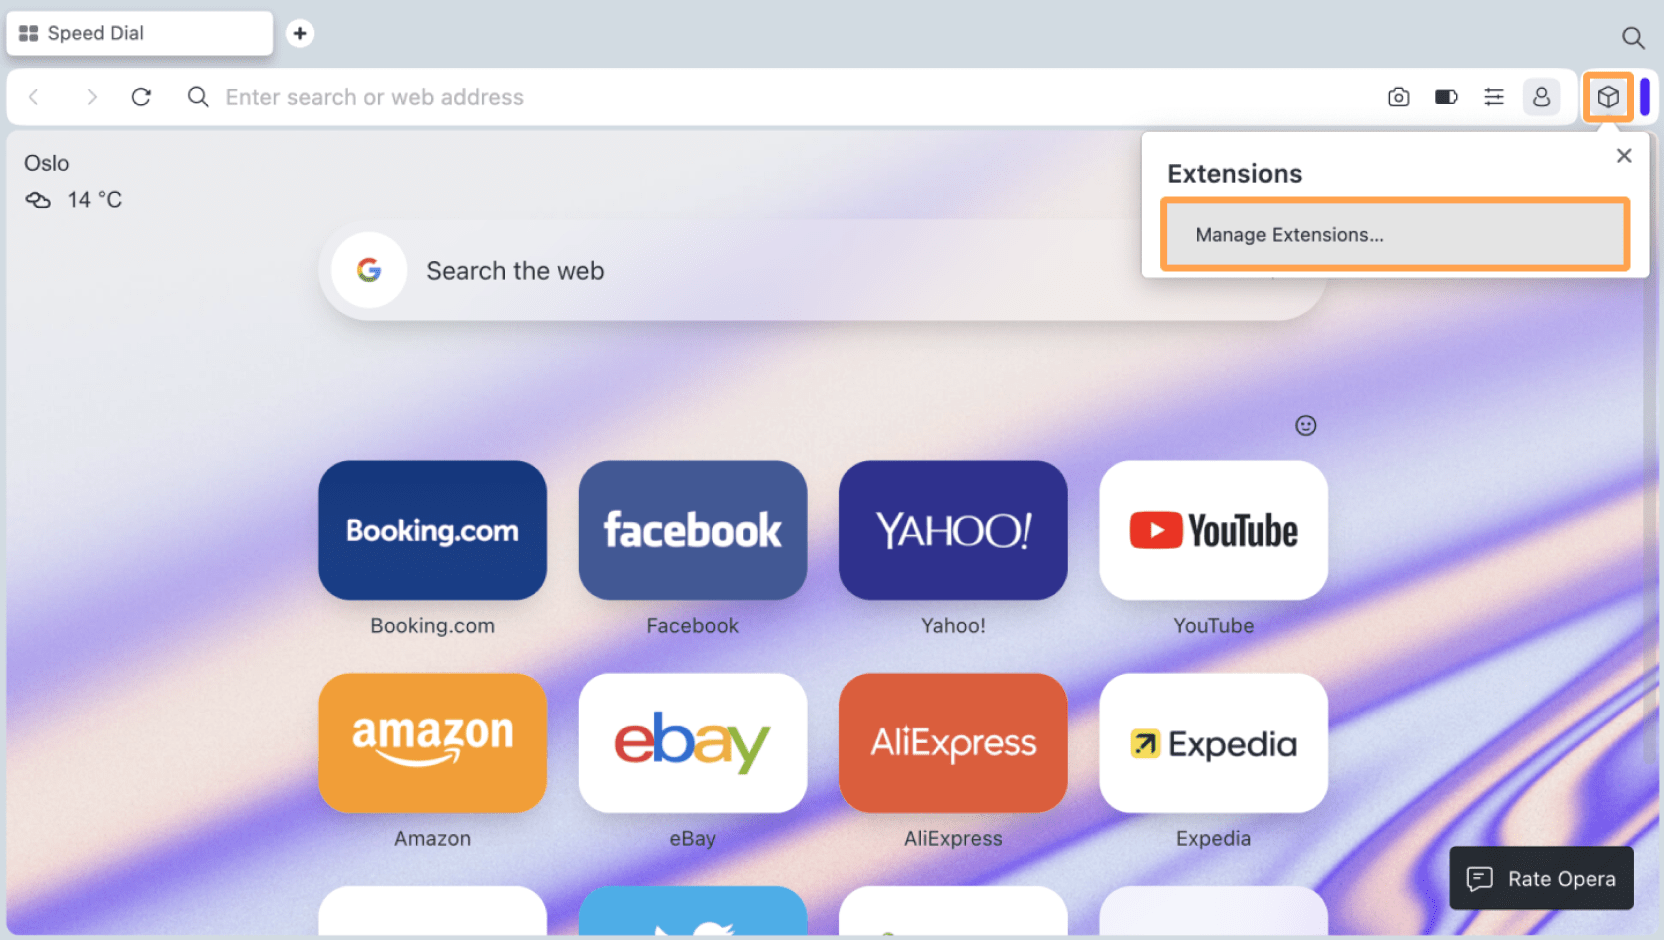 Speed Dial
Enter search or web address
Oslo
14 °C
Extensions
Manage Extensions...
Search the web
Booking.com
facebook
YAHOO!
YouTube
Booking.com
Facebook
Yahoo!
YouTube
amazon
ebay
AliExpress
Expedia
Amazon
eBay
AliExpress
Expedia
Rate Opera